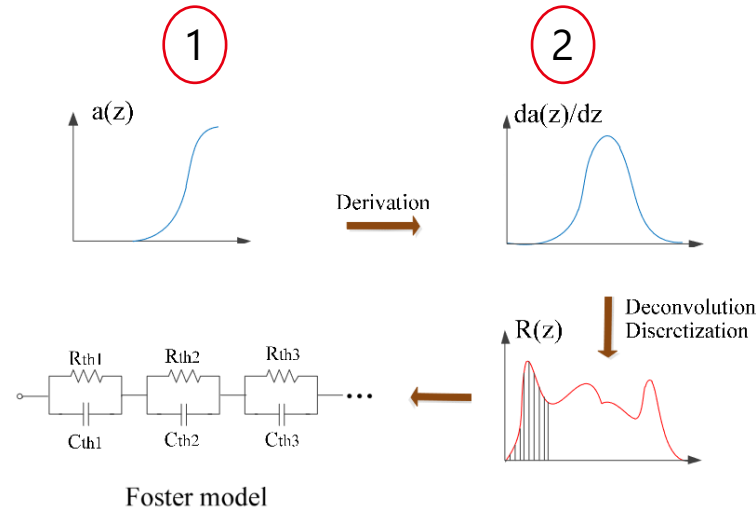 1
2
a(z)
da(z)/dz
Derivation
Deconvolution
Discretization
R(z)
Rth1
Rth2
Rth3
•••
Cth1
Cth2
Cth3
Foster model